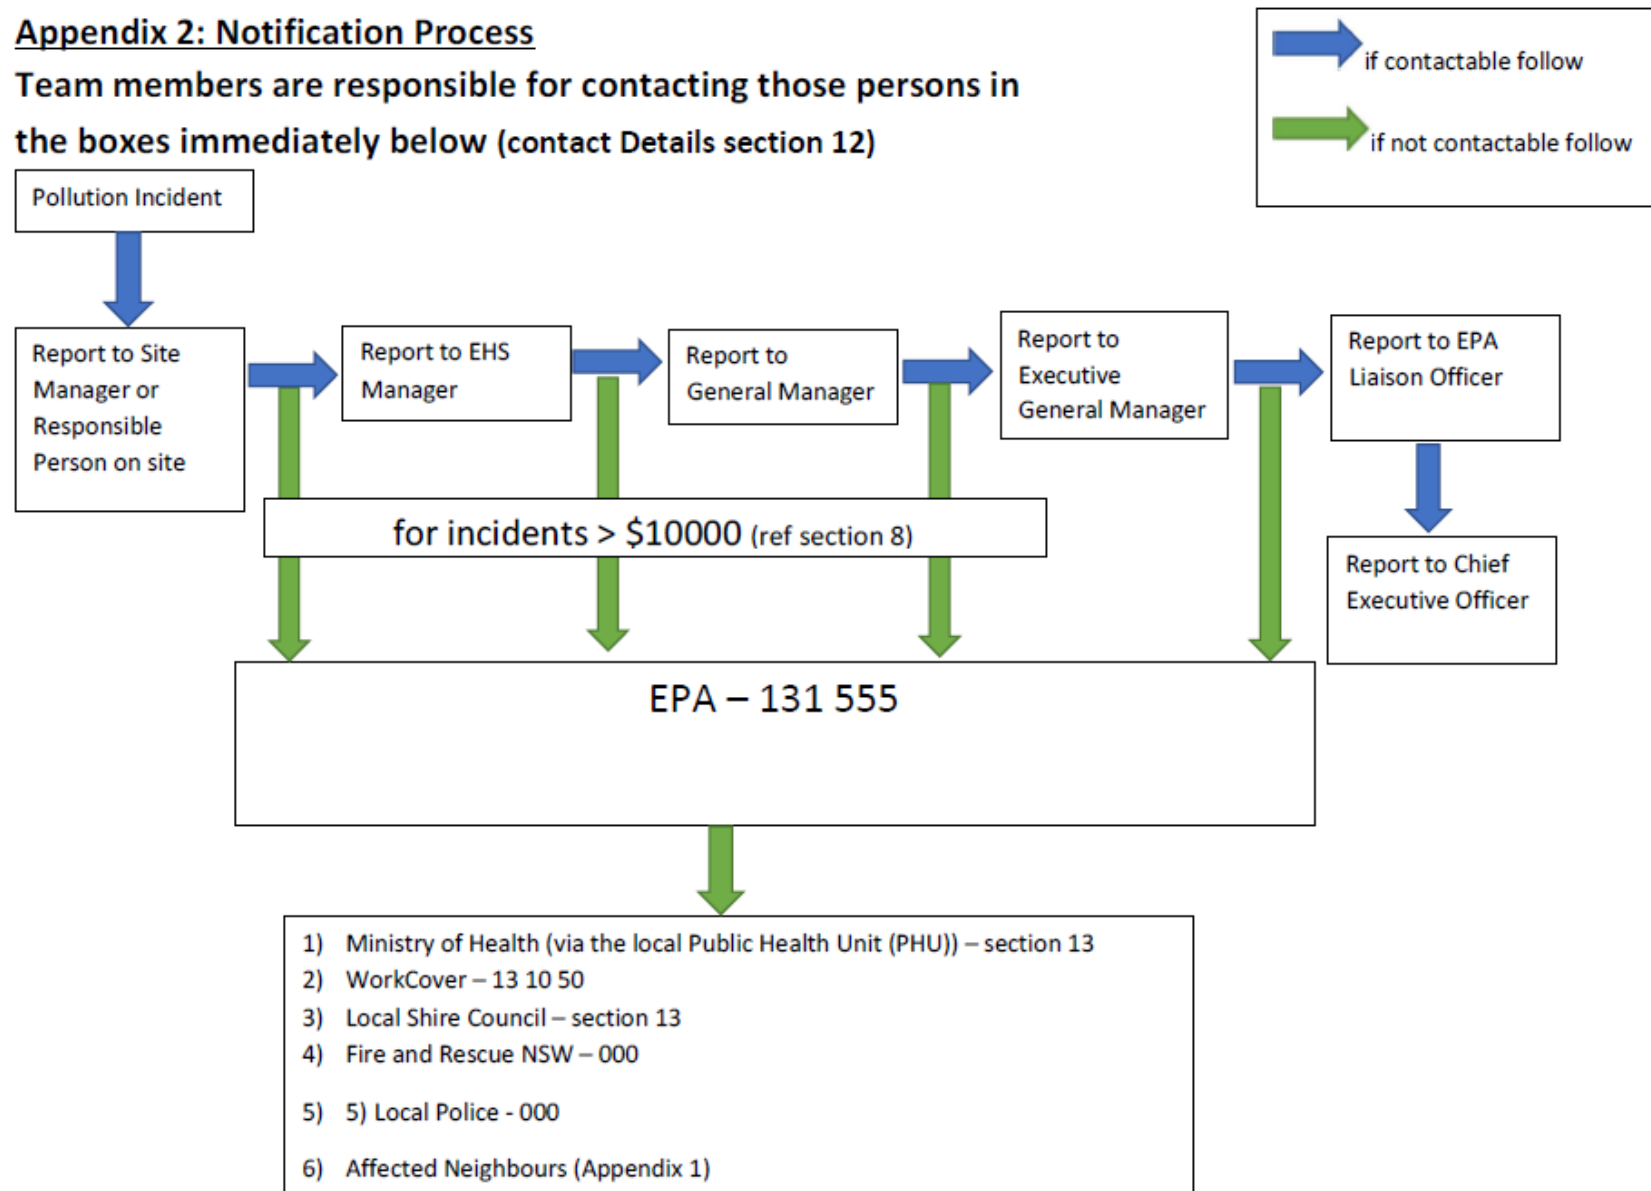 Appendix 2: Notification Process
Team members are responsible for contacting those persons in
the boxes immediately below (contact Details section 12)
if contactable follow
if not contactable follow
Pollution Incident
Report to Site
Manager or
Responsible
Person on site
Report to EHS
Manager
Report to
General Manager
Report to
Executive
General Manager
Report to EPA
Liaison Officer
for incidents > $10000 (ref section 8)
Report to Chief
Executive Officer
EPA – 131 555
1) Ministry of Health (via the local Public Health Unit (PHU)) – section 13
2) WorkCover – 13 10 50
3) Local Shire Council – section 13
4) Fire and Rescue NSW – 000
5) 5) Local Police - 000
6) Affected Neighbours (Appendix 1)